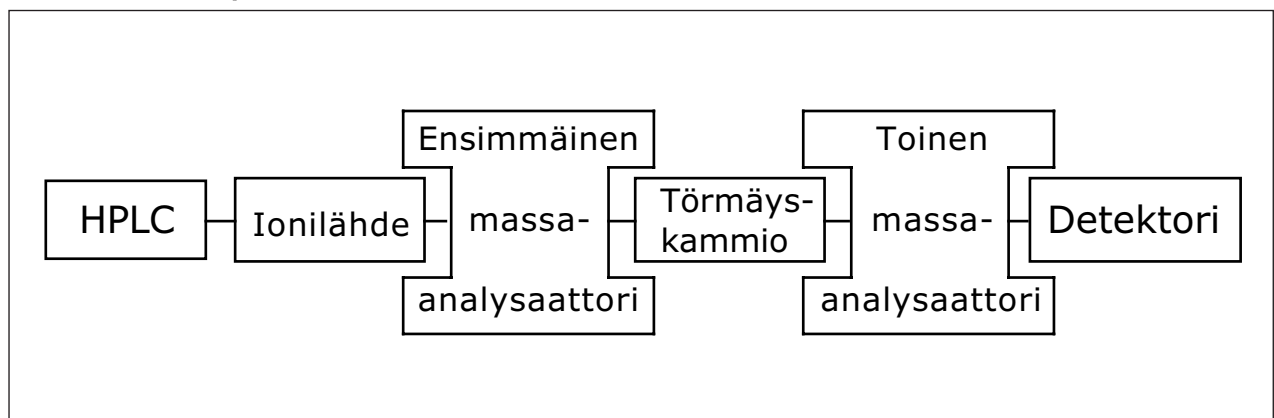 HPLC
Ionilähde
Ensimmäinen
massa-
analysaattori
Törmäys-
kammio
Toinen
massa-
analysaattori
Detektori